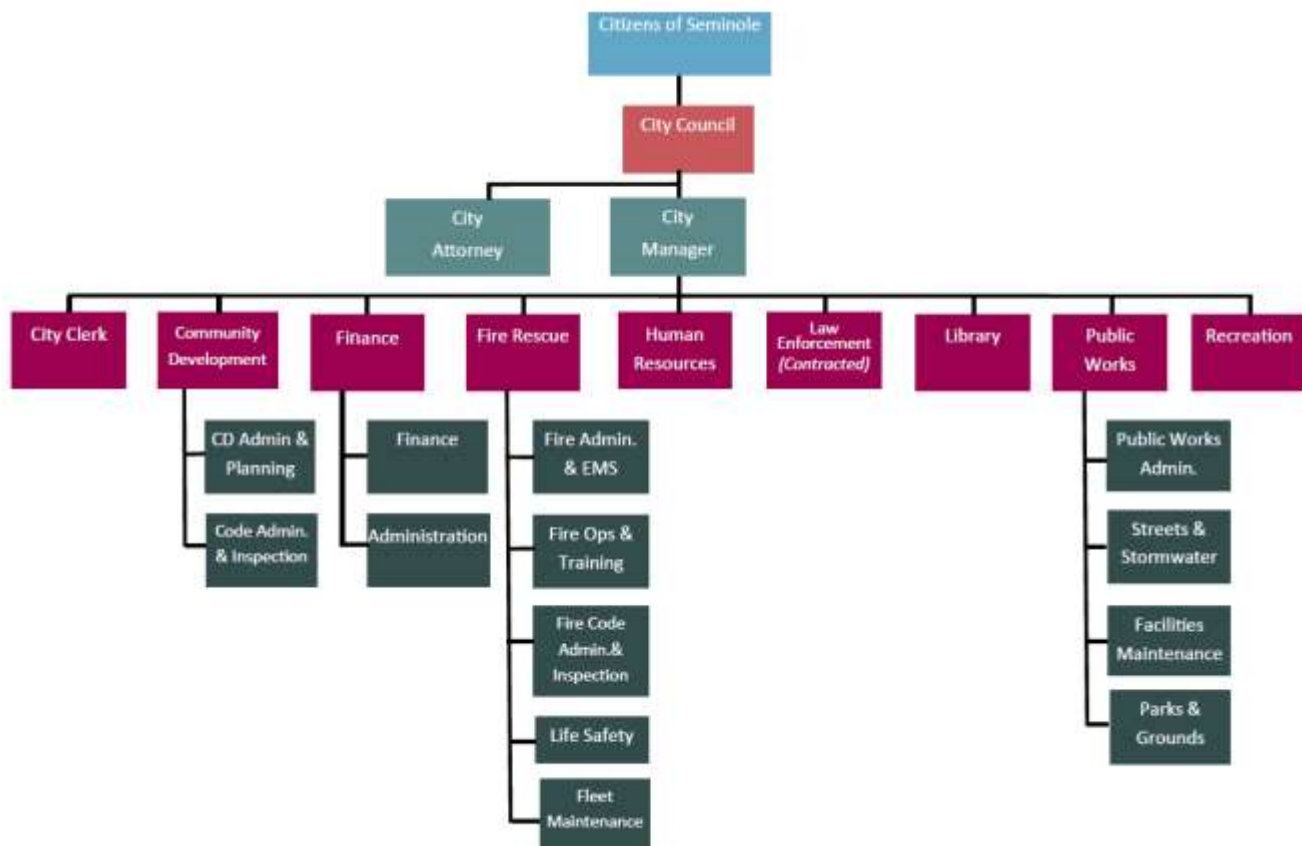 Citizens of Seminole
City Council
City
Attorney
City
Manager
City Clerk
Community
Development
Finance
Fire Rescue
Human
Resources
Law
Enforcement
(Contracted)
Library
Public
Works
Recreation
CD Admin &
Planning
Code Admin.
& Inspection
Finance
Administration
Fire Admin.
& EMS
Fire Ops &
Training
Fire Code
Admin.&
Inspection
Life Safety
Fleet
Maintenance
Public Works
Admin.
Streets &
Stormwater
Facilities
Maintenance
Parks &
Grounds